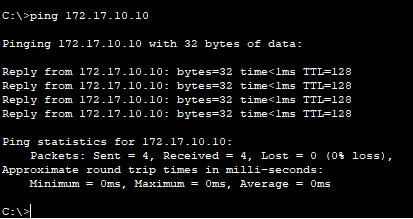 C:\>ping 172.17.10.10
Pinging 172.17.10.10 with 32 bytes of data:
Reply from 172.17.10.10: bytes=32 time<1ms TTL=128
Reply from 172.17.10.10: bytes=32 time<1ms TTL=128
Reply from 172.17.10.10: bytes=32 time<1ms TTL=128
Reply from 172.17.10.10: bytes=32 time<1ms TTL=128
Ping statistics for 172.17.10.10:
    Packets: Sent = 4, Received = 4, Lost = 0 (0% loss),
Approximate round trip times in milli-seconds:
    Minimum = 0ms, Maximum = 0ms, Average = 0ms
C:\>